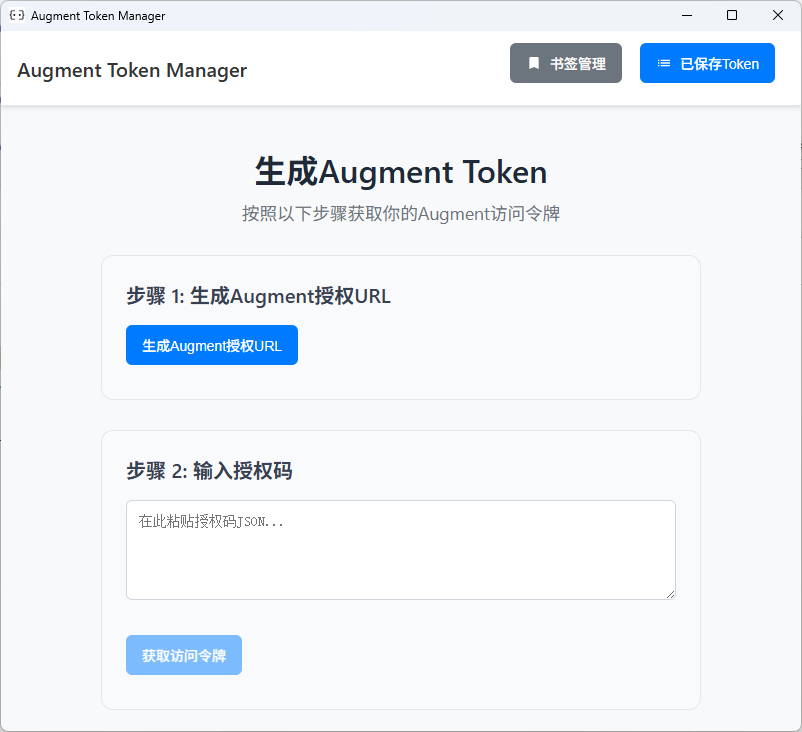 Augment Token Manager
Augment Token Manager
书签管理
已保存Token
生成Augment Token
按照以下步骤获取你的Augment访问令牌
步骤 1: 生成Augment授权URL
生成Augment授权URL
步骤 2: 输入授权码
在此粘贴授权码JSON...
获取访问令牌